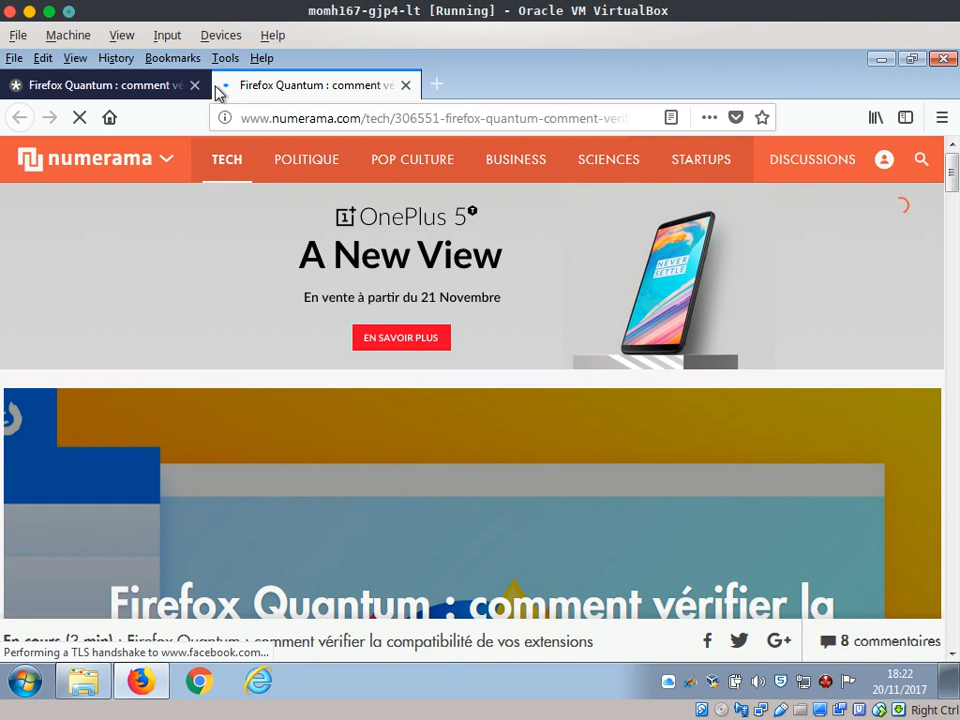 momh167-gjp4-lt [Running] - Oracle VM VirtualBox
File Machine View Input Devices Help
File Edit View History Bookmarks Tools Help
Firefox Quantum : comment vé
Firefox Quantum : comment vé
www.numerama.com/tech/306551-firefox-quantum-comment-verif
numerama
TECH POLITIQUE POP CULTURE BUSINESS SCIENCES STARTUPS DISCUSSIONS
OnePlus 5T
A New View
NEVER SETTLE
En vente à partir du 21 Novembre
EN SAVOIR PLUS
Firefox Quantum : comment vérifier la
En cours (3 min) : Firefox Quantum : comment vérifier la compatibilité de vos extensions
8 commentaires
Performing a TLS handshake to www.facebook.com...
18:22
20/11/2017
Right Ctrl